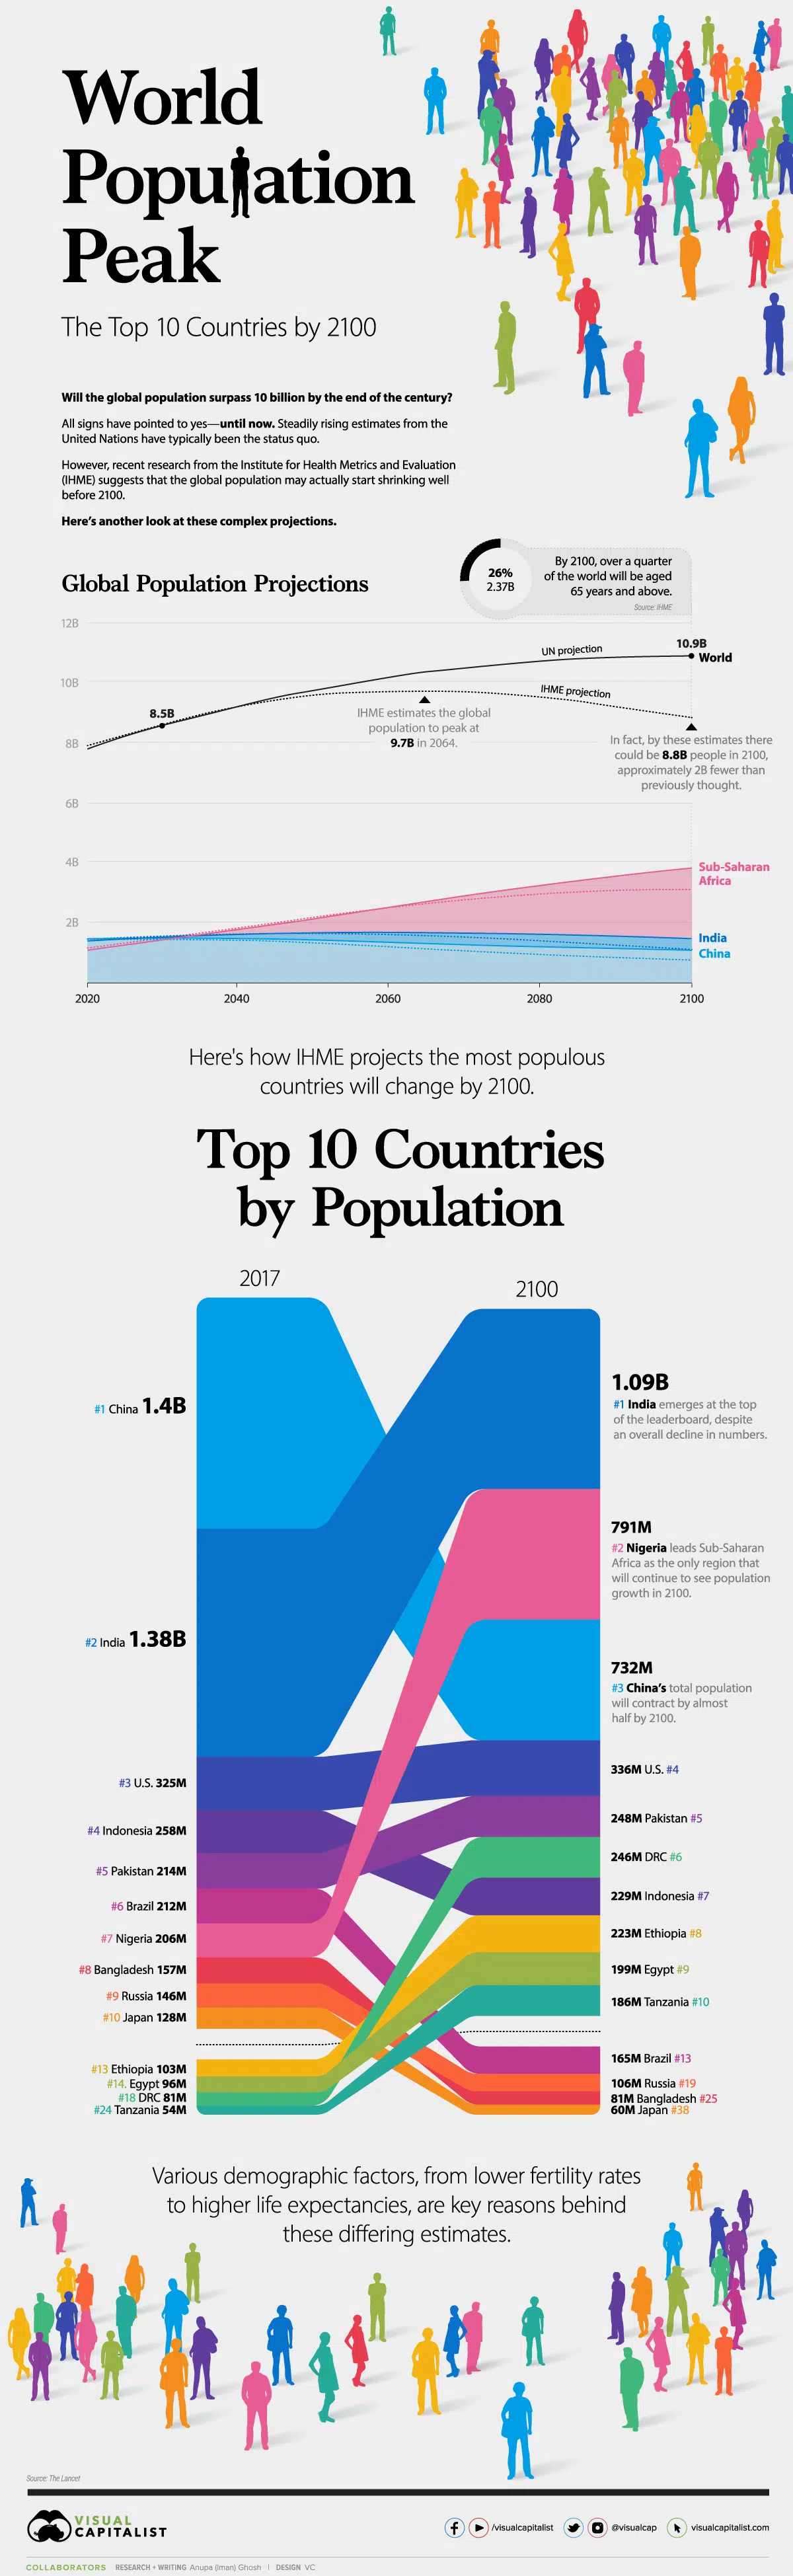 World
Population
Peak
The Top 10 Countries by 2100
Will the global population surpass 10 billion by the end of the century?
All signs have pointed to yes—until now. Steadily rising estimates from the
United Nations have typically been the status quo.
However, recent research from the Institute for Health Metrics and Evaluation
(IHME) suggests that the global population may actually start shrinking well
before 2100.
Here's another look at these complex projections.
Global Population Projections
26%
2.37B
By 2100, over a quarter
of the world will be aged
65 years and above.
Source: IHME
12B
10B
8B
6B
4B
2B
8.5B
UN projection
10.9B
World
IHME projection
IHME estimates the global
population to peak at
9.7B in 2064.
In fact, by these estimates there
could be 8.8B people in 2100,
approximately 2B fewer than
previously thought.
Sub-Saharan
Africa
India
China
2020
2040
2060
2080
2100
Here's how IHME projects the most populous
countries will change by 2100.
Top 10 Countries
by Population
2017
2100
#1 China 1.4B
#2 India 1.38B
#3 U.S. 325M
#4 Indonesia 258M
#5 Pakistan 214M
#6 Brazil 212M
#7 Nigeria 206M
#8 Bangladesh 157M
#9 Russia 146M
#10 Japan 128M
#13 Ethiopia 103M
#14. Egypt 96M
#18 DRC 81M
#24 Tanzania 54M
1.09B
#1 India emerges at the top
of the leaderboard, despite
an overall decline in numbers.
791M
#2 Nigeria leads Sub-Saharan
Africa as the only region that
will continue to see population
growth in 2100.
732M
#3 China's total population
will contract by almost
half by 2100.
336M U.S. #4
248M Pakistan #5
246M DRC #6
229M Indonesia #7
223M Ethiopia #8
199M Egypt #9
186M Tanzania #10
165M Brazil #13
106M Russia #19
81M Bangladesh #25
60M Japan #38
Various demographic factors, from lower fertility rates
to higher life expectancies, are key reasons behind
these differing estimates.
Source: The Lancet
VISUAL
CAPITALIST
/visualcapitalist
@visualcap
visualcapitalist.com
COLLABORATORS RESEARCH + WRITING Anupa (Iman) Ghosh | DESIGN VC